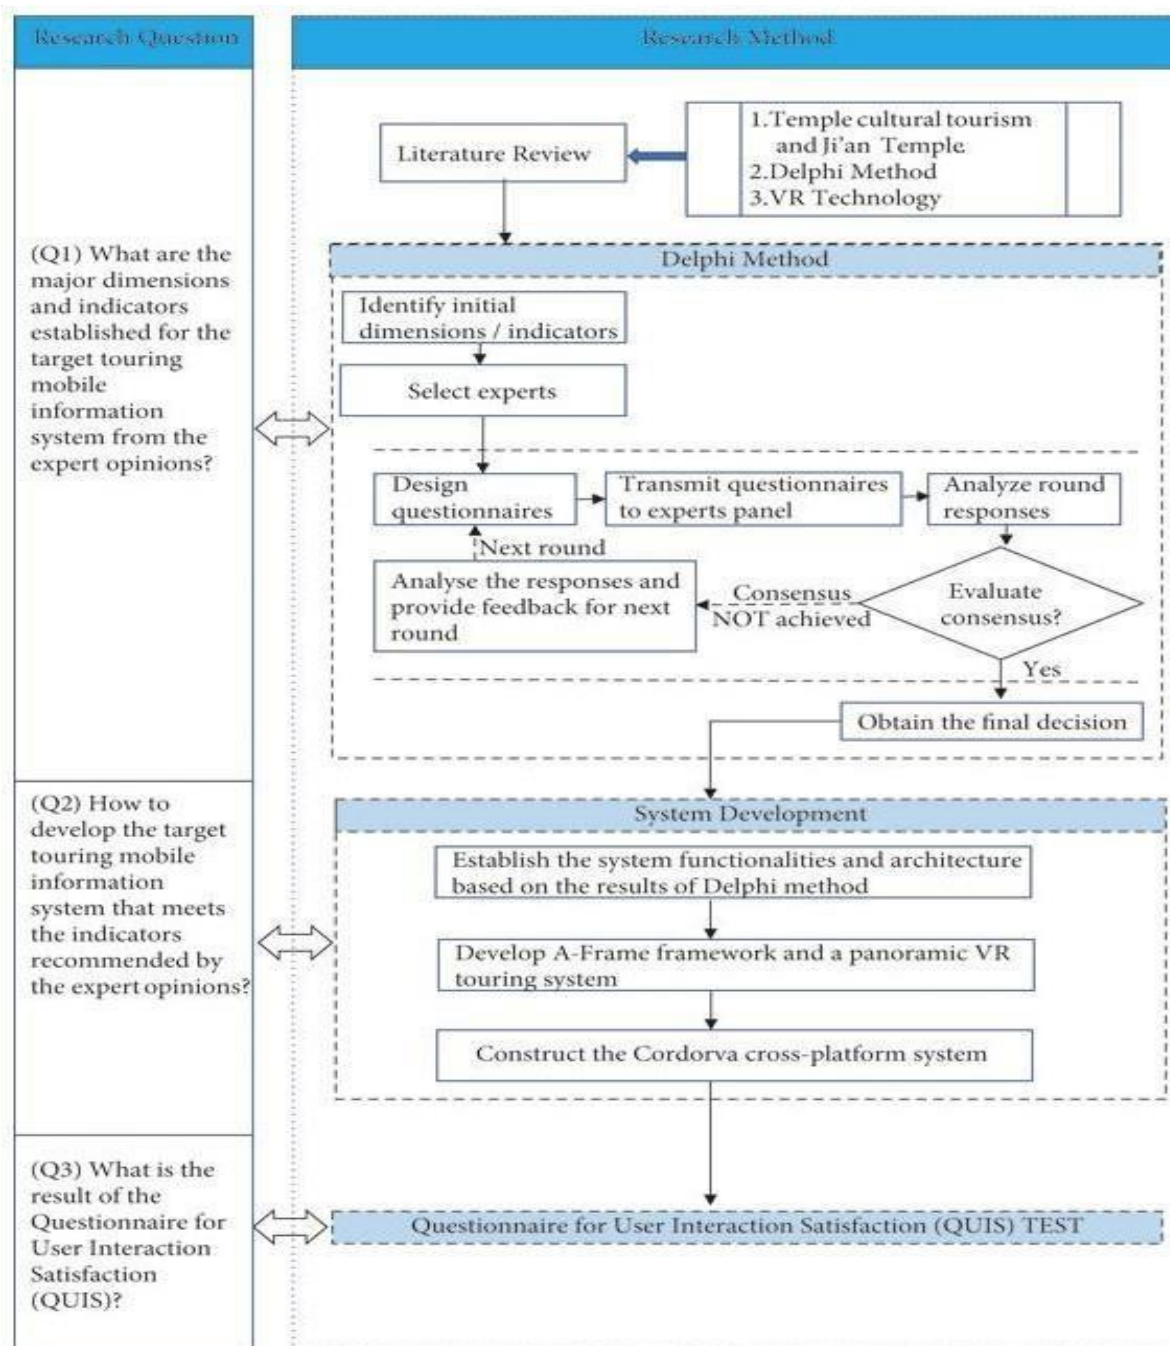 Research Question
Research Method
1.Temple cultural tourism
and Ji'an Temple
2.Delphi Method
3.VR Technology
Literature Review
(Q1) What are the
major dimensions
and indicators
established for the
target touring
mobile
information
system from the
expert opinions?
Delphi Method
Identify initial
dimensions / indicators
Select experts
Design
questionnaires
Transmit questionnaires
to experts panel
Analyze round
responses
Next round
Analyse the responses and
provide feedback for next
round
Consensus
NOT achieved
Evaluate
consensus?
Yes
Obtain the final decision
(Q2) How to
develop the target
touring mobile
information
system that meets
the indicators
recommended by
the expert opinions?
System Development
Establish the system functionalities and architecture
based on the results of Delphi method
Develop A-Frame framework and a panoramic VR
touring system
Construct the Cordorva cross-platform system
(Q3) What is the
result of the
Questionnaire for
User Interaction
Satisfaction
(QUIS)?
Questionnaire for User Interaction Satisfaction (QUIS) TEST